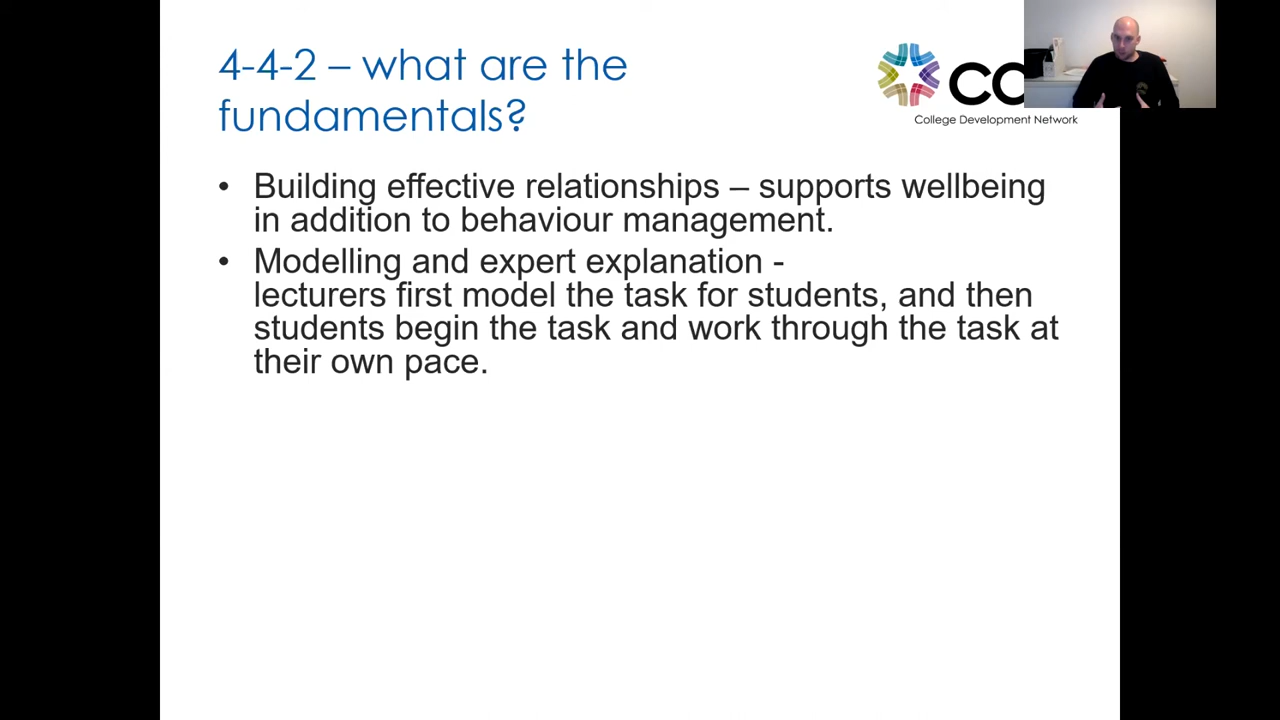 4-4-2 – what are the
fundamentals?
College Development Network
• Building effective relationships – supports wellbeing
in addition to behaviour management.
• Modelling and expert explanation -
lecturers first model the task for students, and then
students begin the task and work through the task at
their own pace.